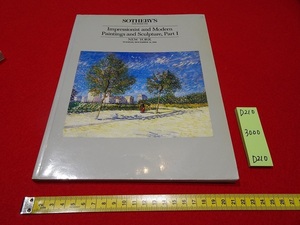 SOTHEBY'S
Impressionist and Modern
Paintings and Sculpture, Part I
NEW YORK
D210
3000
D210